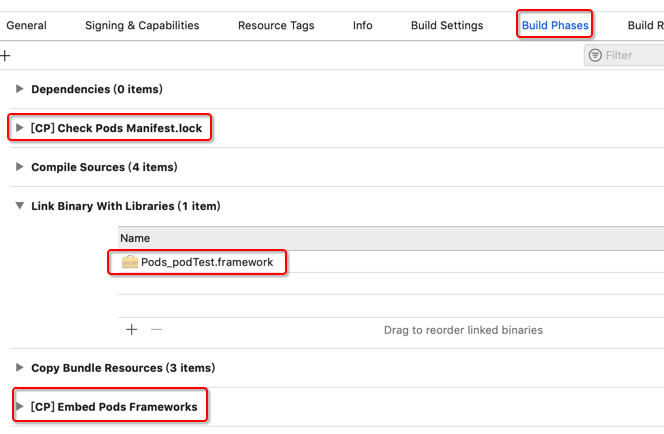 General Signing & Capabilities Resource Tags Info Build Settings Build Phases Build R
+ Filter
Dependencies (0 items)
[CP] Check Pods Manifest.lock
Compile Sources (4 items)
Link Binary With Libraries (1 item)
Name
Pods_podTest.framework
+ — Drag to reorder linked binaries
Copy Bundle Resources (3 items)
[CP] Embed Pods Frameworks